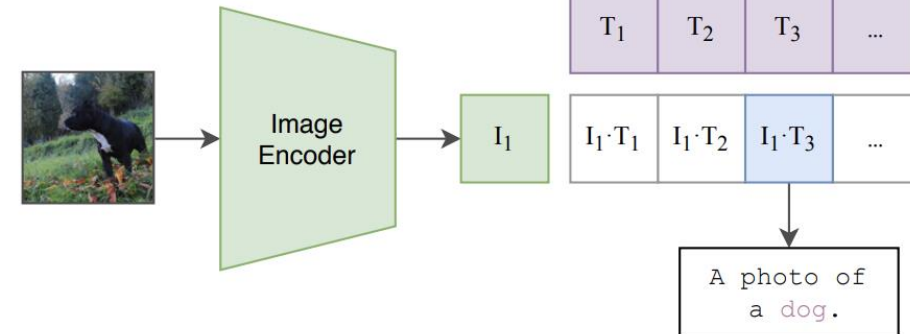 T₁ T₂ T₃ ...
Image
Encoder
I₁ I₁·T₁ I₁·T₂ I₁·T₃ ...
A photo of
a dog.